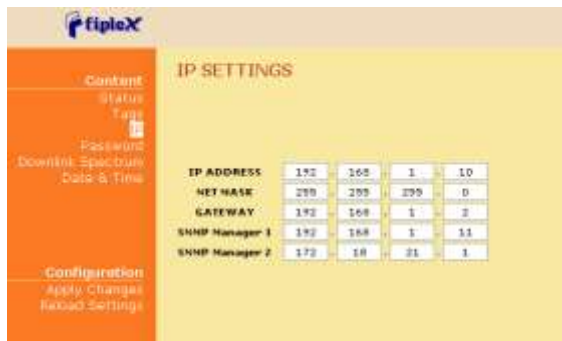 fipleX
Content
Status
Tags
IP
Password
Downlink Spectrum
Date & Time
Configuration
Apply Changes
Reload Settings
IP SETTINGS
IP ADDRESS 192 . 168 . 1 . 10
NET MASK 255 . 255 . 255 . 0
GATEWAY 192 . 168 . 1 . 2
SNMP Manager 1 192 . 168 . 1 . 11
SNMP Manager 2 172 . 18 . 21 . 1